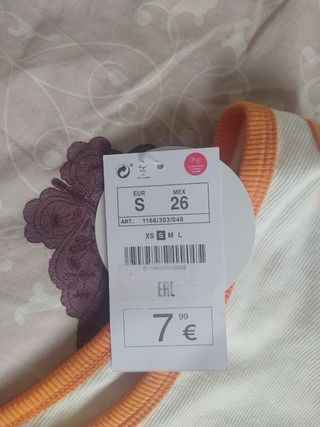 EUR MEX
S 26
ART.: 1168/303/048
XS S M L
EAC
7 99 €